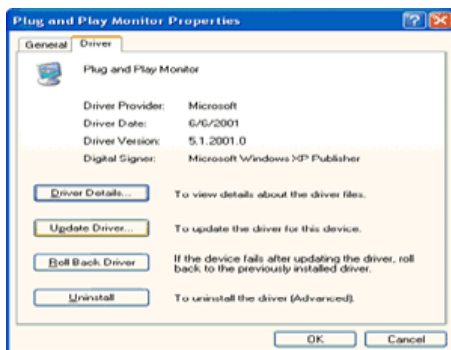 Plug and Play Monitor Properties
General Driver
Plug and Play Monitor
Driver Provider: Microsoft
Driver Date: 6/6/2001
Driver Version: 5.1.2001.0
Digital Signer: Microsoft Windows XP Publisher
Driver Details... To view details about the driver files.
Update Driver... To update the driver for this device.
Roll Back Driver If the device fails after updating the driver, roll
back to the previously installed driver.
Uninstall To uninstall the driver (Advanced).
OK Cancel